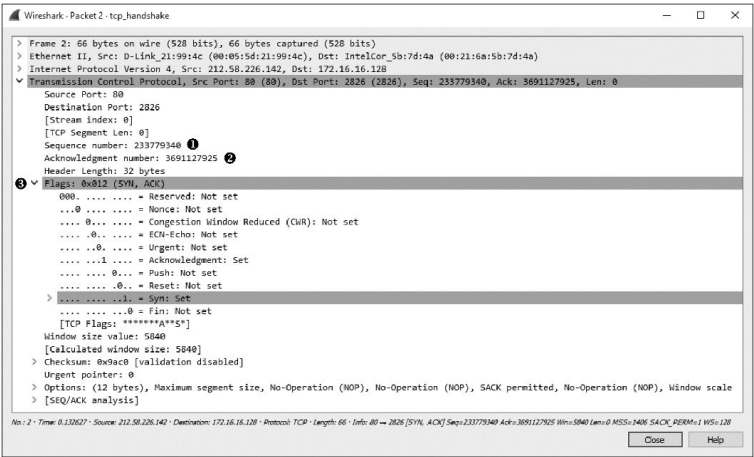 Wireshark · Packet 2 · tcp_handshake
> Frame 2: 66 bytes on wire (528 bits), 66 bytes captured (528 bits)
> Ethernet II, Src: D-Link_21:99:4c (00:05:5d:21:99:4c), Dst: IntelCor_5b:7d:4a (00:21:6a:5b:7d:4a)
> Internet Protocol Version 4, Src: 212.58.226.142, Dst: 172.16.16.128
Transmission Control Protocol, Src Port: 80 (80), Dst Port: 2826 (2826), Seq: 233779340, Ack: 3691127925, Len: 0
Source Port: 80
Destination Port: 2826
[Stream index: 0]
[TCP Segment Len: 0]
Sequence number: 233779340 ❶
Acknowledgment number: 3691127925 ❷
Header Length: 32 bytes
❸ Flags: 0x012 (SYN, ACK)
000. .... .... = Reserved: Not set
...0 .... .... = Nonce: Not set
.... 0... .... = Congestion Window Reduced (CWR): Not set
.... .0.. .... = ECN-Echo: Not set
.... ..0. .... = Urgent: Not set
.... ...1 .... = Acknowledgment: Set
.... .... 0... = Push: Not set
.... .... .0.. = Reset: Not set
> .... .... ..1. = Syn: Set
.... .... ...0 = Fin: Not set
[TCP Flags: *******A**S*]
Window size value: 5840
[Calculated window size: 5840]
> Checksum: 0x9ac0 [validation disabled]
Urgent pointer: 0
> Options: (12 bytes), Maximum segment size, No-Operation (NOP), No-Operation (NOP), SACK permitted, No-Operation (NOP), Window scale
> [SEQ/ACK analysis]
No.: 2 · Time: 0.132627 · Source: 212.58.226.142 · Destination: 172.16.16.128 · Protocol: TCP · Length: 66 · Info: 80 → 2826 [SYN, ACK] Seq=233779340 Ack=3691127925 Win=5840 Len=0 MSS=1406 SACK_PERM=1 WS=128
Close Help